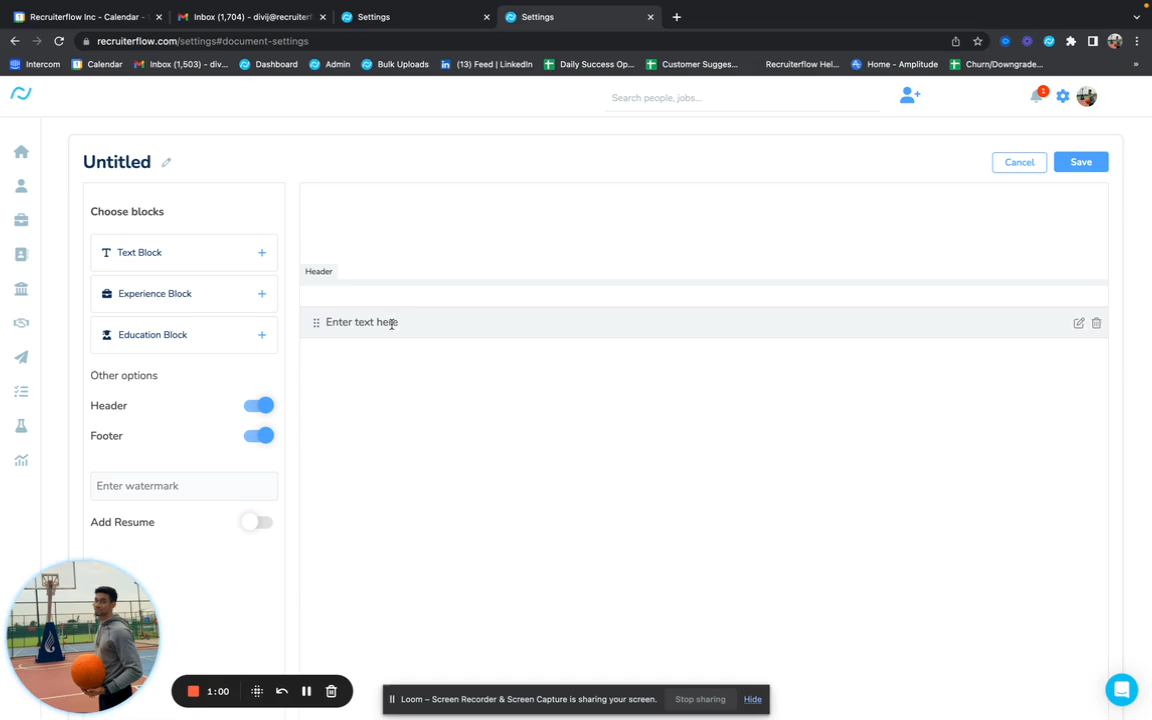 Recruiterflow Inc - Calendar -
Inbox (1,704) - divij@recruiterf
Settings
Settings
recruiterflow.com/settings#document-settings
Intercom
Calendar
Inbox (1,503) - div...
Dashboard
Admin
Bulk Uploads
(13) Feed | LinkedIn
Daily Success Op...
Customer Sugges...
Recruiterflow Hel...
Home - Amplitude
Churn/Downgrade...
Search people, jobs...
1
Untitled
Cancel
Save
Choose blocks
Text Block
Experience Block
Education Block
Other options
Header
Footer
Enter watermark
Add Resume
Header
Enter text here
1:00
Loom – Screen Recorder & Screen Capture is sharing your screen.
Stop sharing
Hide